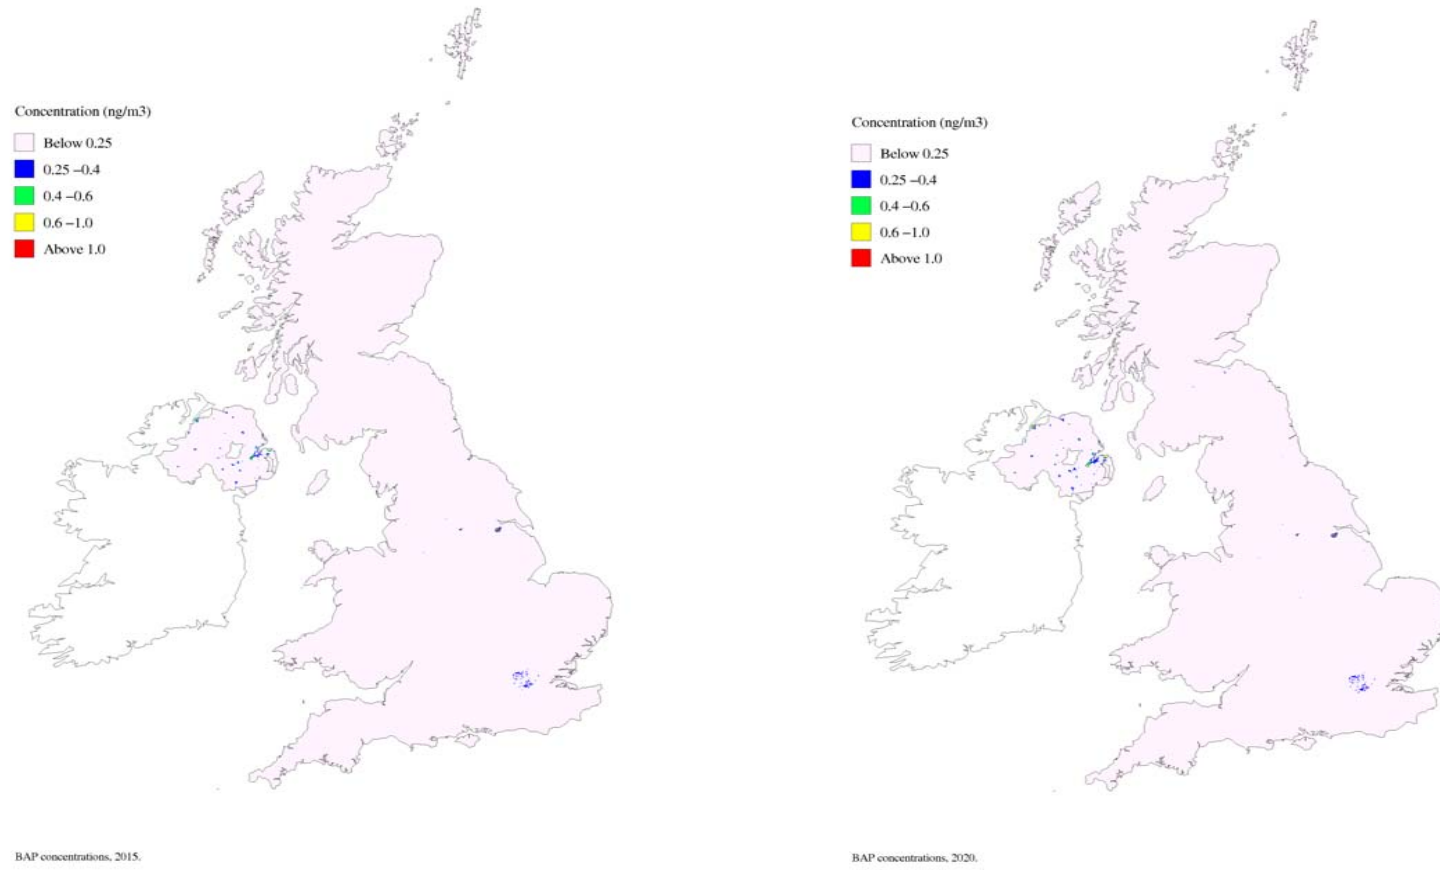 Concentration (ng/m3)
Below 0.25
0.25 –0.4
0.4 –0.6
0.6 –1.0
Above 1.0
BAP concentrations, 2015.
Concentration (ng/m3)
Below 0.25
0.25 –0.4
0.4 –0.6
0.6 –1.0
Above 1.0
BAP concentrations, 2020.